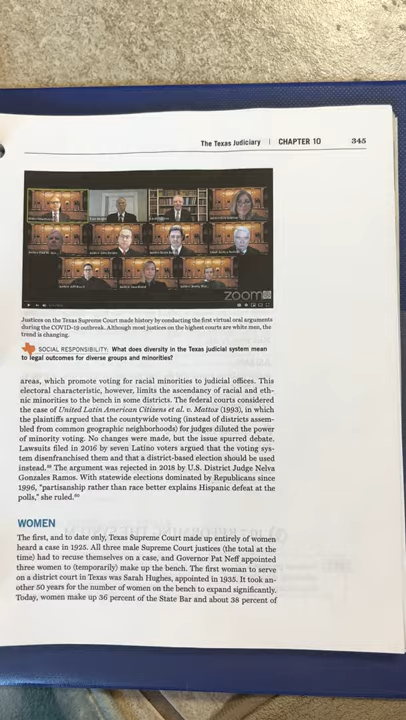 The Texas Judiciary | CHAPTER 10 345
zoom
Justices on the Texas Supreme Court made history by conducting the first virtual oral arguments
during the COVID-19 outbreak. Although most justices on the highest courts are white men, the
trend is changing.
SOCIAL RESPONSIBILITY: What does diversity in the Texas judicial system mean
to legal outcomes for diverse groups and minorities?
areas, which promote voting for racial minorities to judicial offices. This
electoral characteristic, however, limits the ascendancy of racial and eth-
nic minorities to the bench in some districts. The federal courts considered
the case of United Latin American Citizens et al. v. Mattox (1993), in which
the plaintiffs argued that the countywide voting (instead of districts assem-
bled from common geographic neighborhoods) for judges diluted the power
of minority voting. No changes were made, but the issue spurred debate.
Lawsuits filed in 2016 by seven Latino voters argued that the voting sys-
tem disenfranchised them and that a district-based election should be used
instead.³⁹ The argument was rejected in 2018 by U.S. District Judge Nelva
Gonzales Ramos. With statewide elections dominated by Republicans since
1996, "partisanship rather than race better explains Hispanic defeat at the
polls," she ruled.⁴⁰
WOMEN
The first, and to date only, Texas Supreme Court made up entirely of women
heard a case in 1925. All three male Supreme Court justices (the total at the
time) had to recuse themselves on a case, and Governor Pat Neff appointed
three women to (temporarily) make up the bench. The first woman to serve
on a district court in Texas was Sarah Hughes, appointed in 1935. It took an-
other 50 years for the number of women on the bench to expand significantly.
Today, women make up 36 percent of the State Bar and about 38 percent of